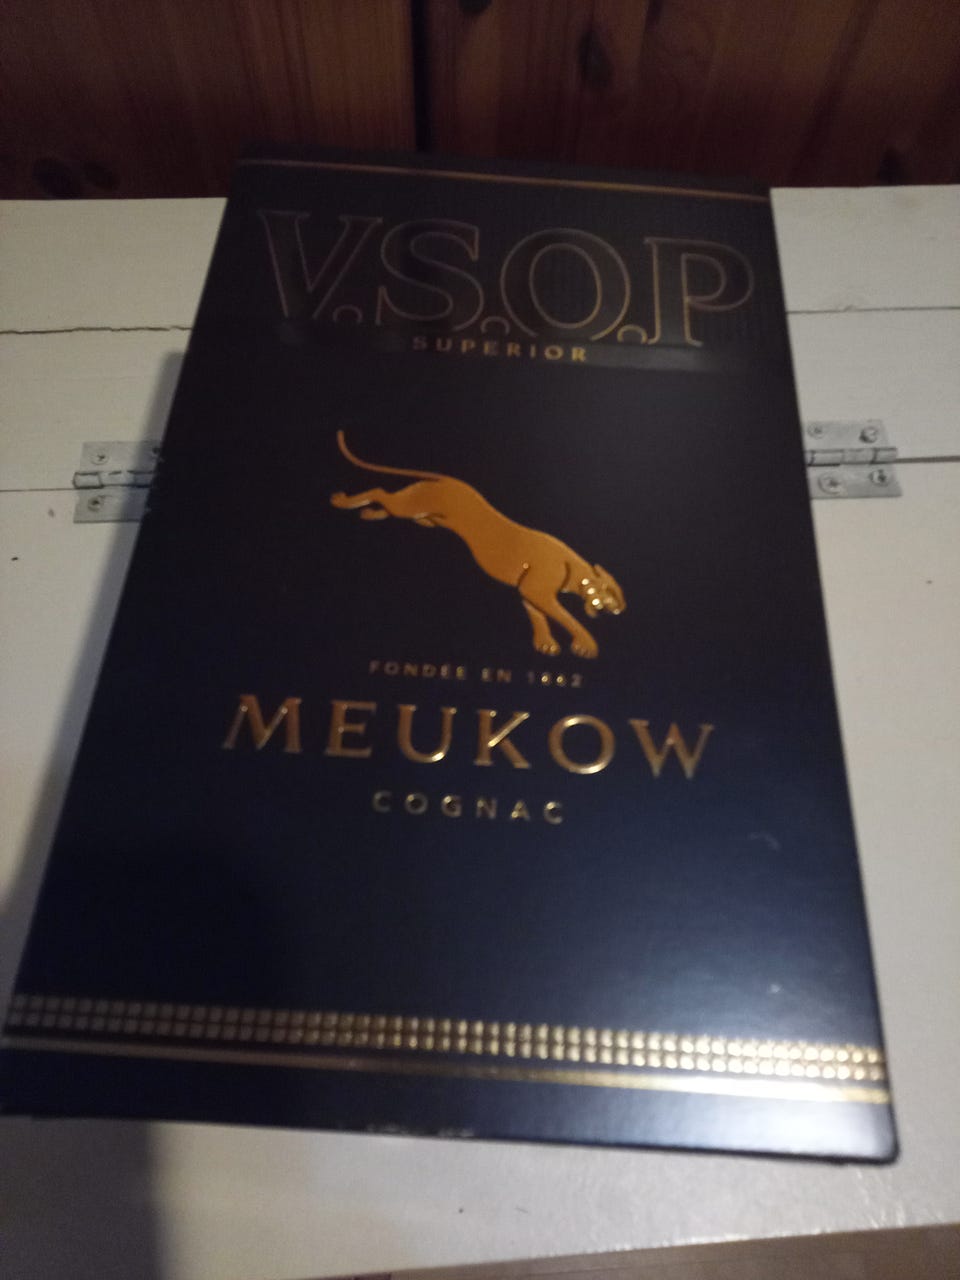 V.S.O.P
SUPERIOR
FONDÉE EN 1862
MEUKOW
COGNAC